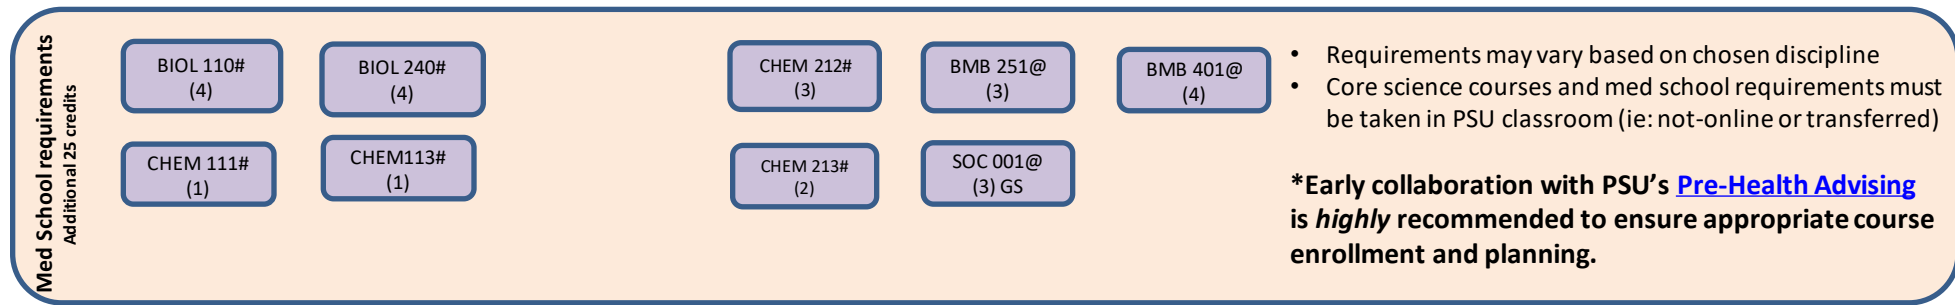 Med School requirements
Additional 25 credits
BIOL 110#
(4)
BIOL 240#
(4)
CHEM 212#
(3)
BMB 251@
(3)
BMB 401@
(4)
CHEM 111#
(1)
CHEM113#
(1)
CHEM 213#
(2)
SOC 001@
(3) GS
• Requirements may vary based on chosen discipline
• Core science courses and med school requirements must
be taken in PSU classroom (ie: not-online or transferred)
*Early collaboration with PSU’s Pre-Health Advising
is highly recommended to ensure appropriate course
enrollment and planning.